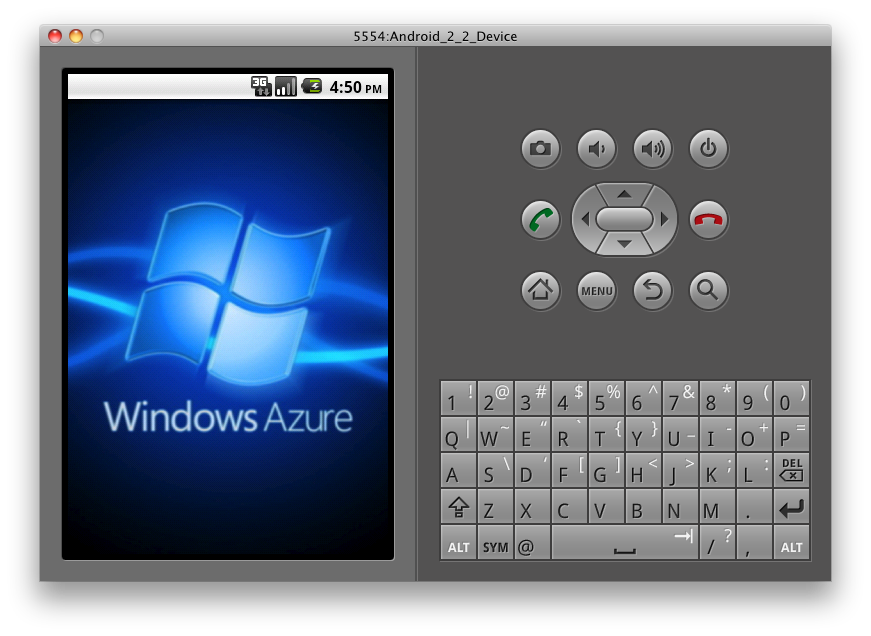 5554:Android_2_2_Device
3G 4:50 PM
Windows Azure
MENU
1 ! 2 @ 3 # 4 $ 5 % 6 ^ 7 & 8 * 9 ( 0 )
Q | W ~ E “ R ` T { Y } U _ I - O + P =
A S \ D ‘ F [ G ] H < J > K ; L : DEL
Z X C V B N M .
ALT SYM @ / ? , ALT